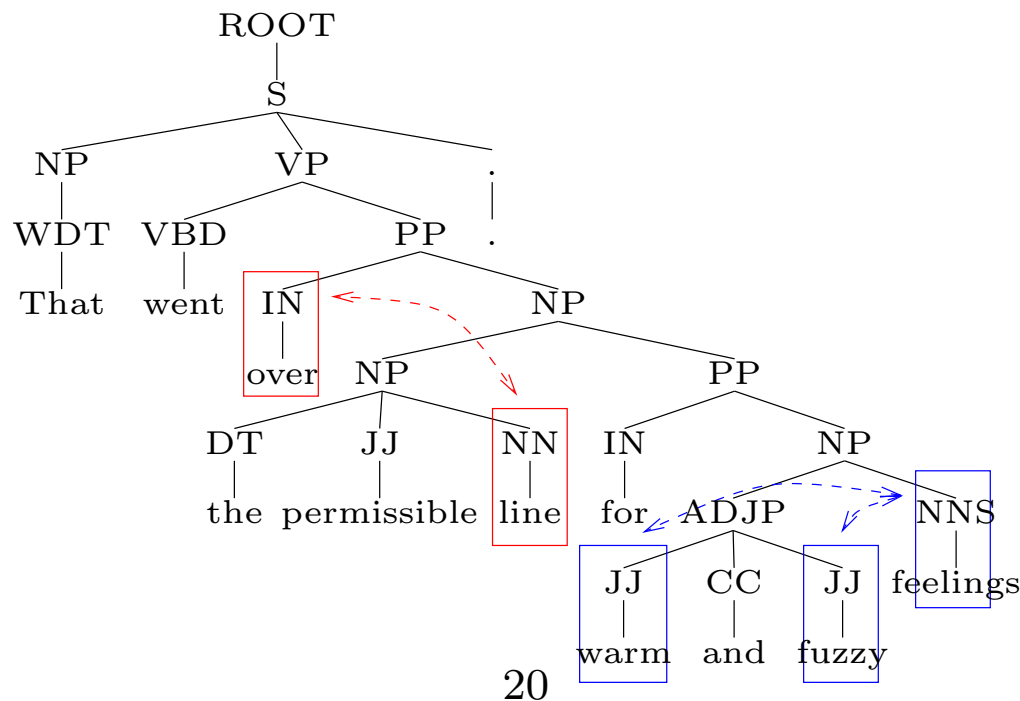 ROOT
S
NP VP .
WDT VBD PP .
That went IN NP
over NP PP
DT JJ NN IN NP
the permissible line for ADJP NNS
JJ CC JJ feelings
warm and fuzzy
20